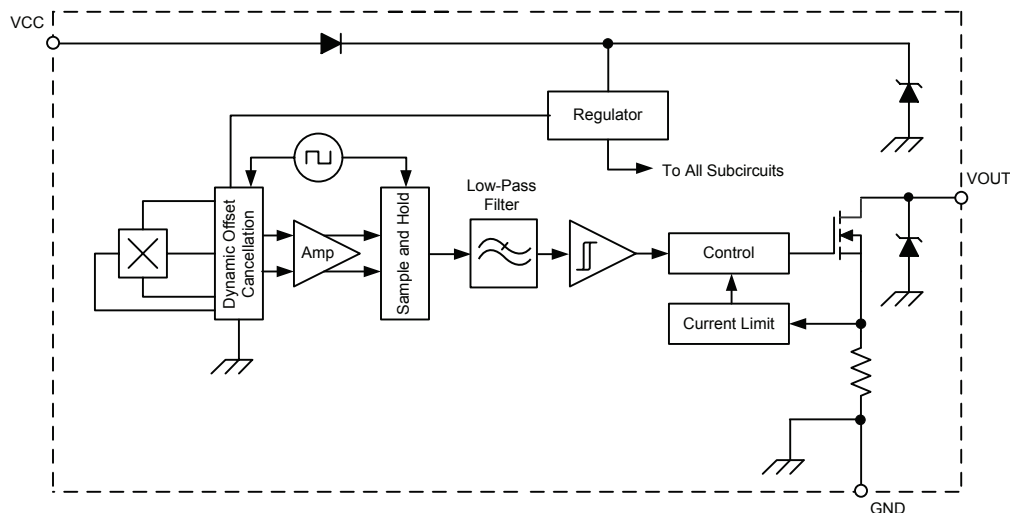 VCC
Regulator
To All Subcircuits
VOUT
Low-Pass
Filter
Dynamic Offset
Cancellation
Amp
Sample and Hold
Control
Current Limit
GND